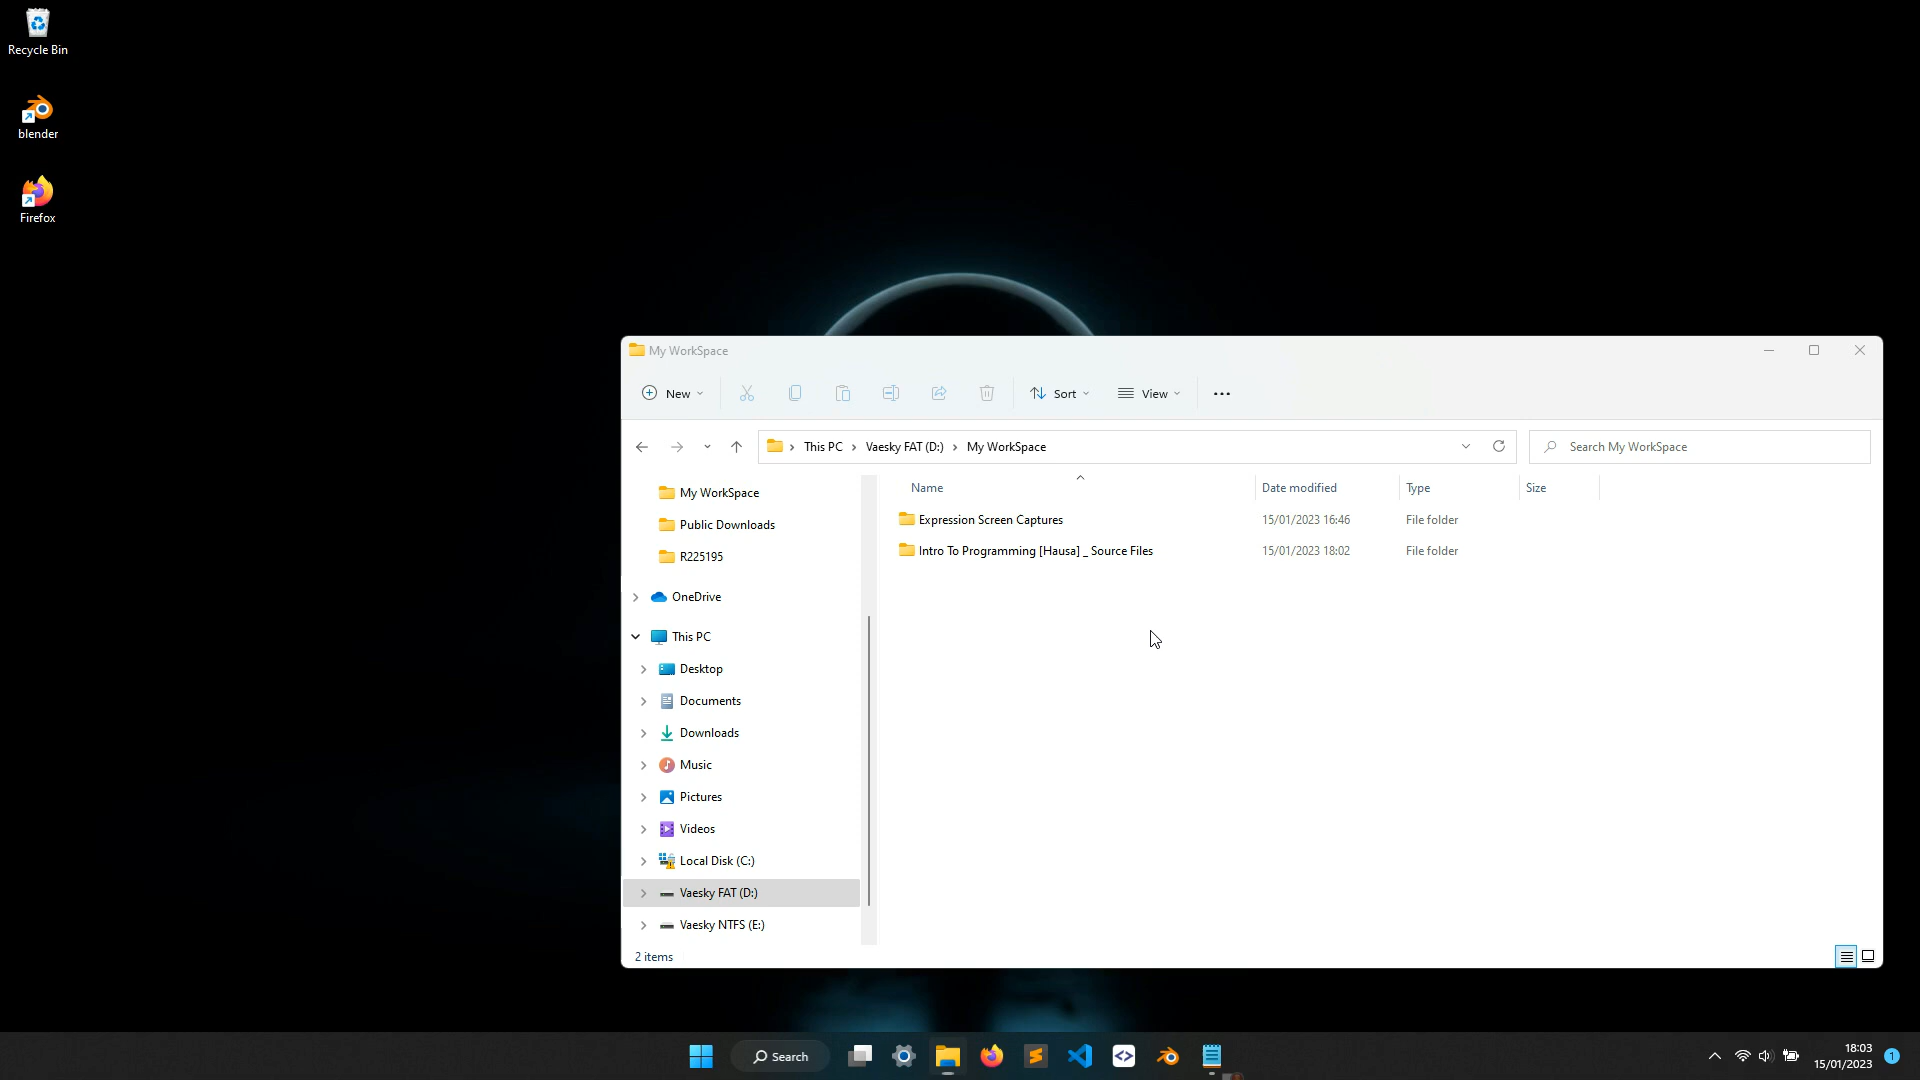 Recycle Bin
blender
Firefox
My WorkSpace
New
Sort
View
This PC
Vaesky FAT (D:)
My WorkSpace
Search My WorkSpace
My WorkSpace
Public Downloads
R225195
OneDrive
This PC
Desktop
Documents
Downloads
Music
Pictures
Videos
Local Disk (C:)
Vaesky FAT (D:)
Vaesky NTFS (E:)
Name Date modified Type Size
Expression Screen Captures 15/01/2023 16:46 File folder
Intro To Programming [Hausa] _ Source Files 15/01/2023 18:02 File folder
2 items
Search
18:03
15/01/2023
1